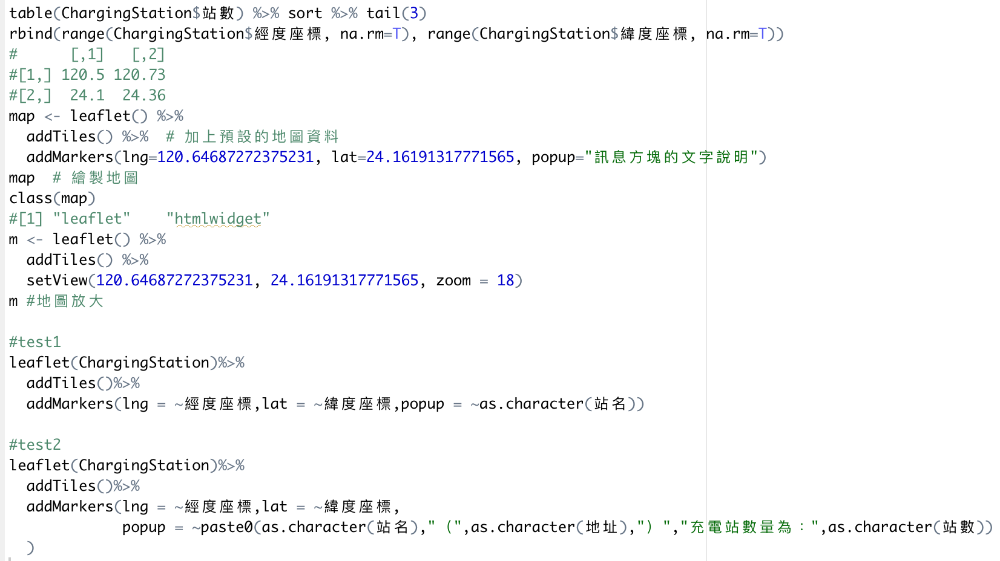 table(ChargingStation$站數) %>% sort %>% tail(3)
rbind(range(ChargingStation$經度座標, na.rm=T), range(ChargingStation$緯度座標, na.rm=T))
#      [,1]   [,2]
#[1,] 120.5 120.73
#[2,]  24.1  24.36
map <- leaflet() %>%
  addTiles() %>%  # 加上預設的地圖資料
  addMarkers(lng=120.64687272375231, lat=24.16191317771565, popup="訊息方塊的文字說明")
map  # 繪製地圖
class(map)
#[1] "leaflet"    "htmlwidget"
m <- leaflet() %>%
  addTiles() %>%
  setView(120.64687272375231, 24.16191317771565, zoom = 18)
m #地圖放大

#test1
leaflet(ChargingStation)%>%
  addTiles()%>%
  addMarkers(lng = ~經度座標,lat = ~緯度座標,popup = ~as.character(站名))

#test2
leaflet(ChargingStation)%>%
  addTiles()%>%
  addMarkers(lng = ~經度座標,lat = ~緯度座標,
             popup = ~paste0(as.character(站名),"（",as.character(地址),"）","充電站數量為：",as.character(站數))
  )